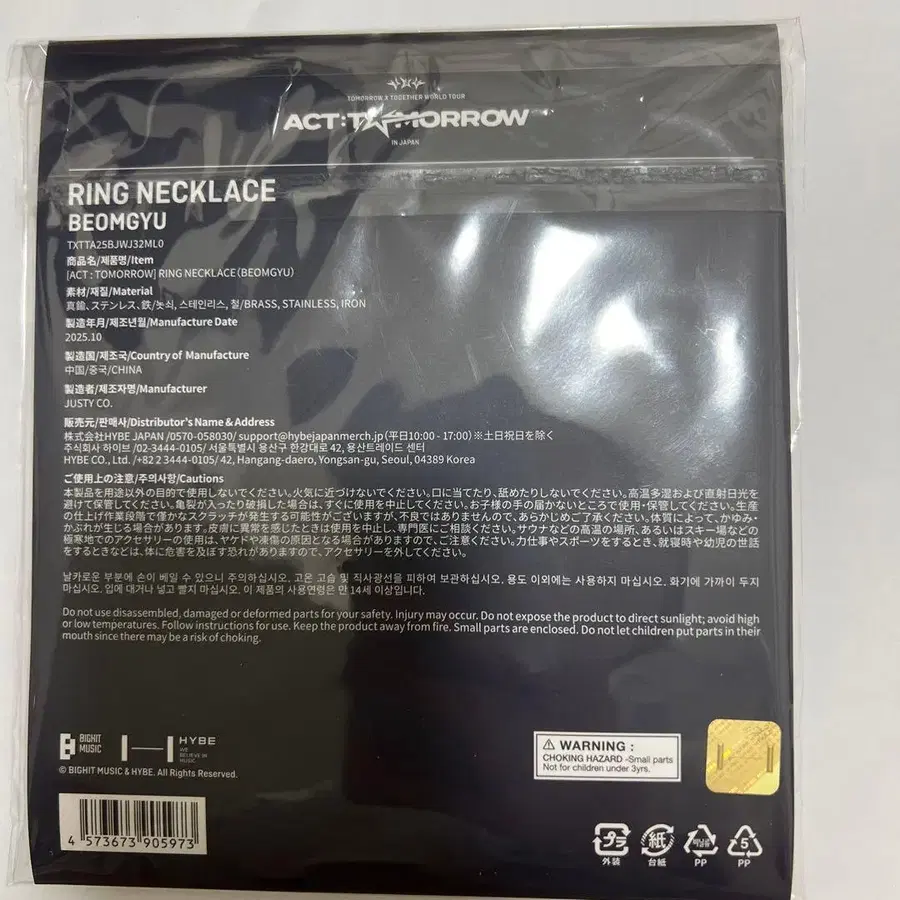 TOMORROW X TOGETHER WORLD TOUR
ACT:T★MORROW
IN JAPAN
RING NECKLACE
BEOMGYU
TXTTA25BJWJ32ML0
商品名/제품명/Item
[ACT : TOMORROW] RING NECKLACE(BEOMGYU)
素材/재질/Material
真鍮、ステンレス、鉄/놋쇠, 스테인리스, 철/BRASS, STAINLESS, IRON
製造年月/제조년월/Manufacture Date
2025.10
製造国/제조국/Country of Manufacture
中国/중국/CHINA
製造者/제조자명/Manufacturer
JUSTY CO.
販売元/판매사/Distributor's Name & Address
株式会社HYBE JAPAN /0570-058030/ support@hybejapanmerch.jp(平日10:00 - 17:00)※土日祝日を除く
주식회사 하이브 /02-3444-0105/ 서울특별시 용산구 한강대로 42, 용산트레이드 센터
HYBE CO., Ltd. /+82 2 3444-0105/ 42, Hangang-daero, Yongsan-gu, Seoul, 04389 Korea
ご使用上の注意/주의사항/Cautions
本製品を用途以外の目的で使用しないでください。火気に近づけないでください。口に当てたり、舐めたりしないでください。高温多湿および直射日光を
避けて保管してください。亀裂が入ったり破損した場合は、すぐに使用を中止してください。お子様の手の届かないところで使用・保管してください。生産
の仕上げ作業段階で僅かなスクラッチが発生する可能性がございますが、不良ではありませんので、あらかじめご了承ください。体質によって、かゆみ・
かぶれが生じる場合があります。皮膚に異常を感じたときは使用を中止し、専門医にご相談ください。サウナなどの高温の場所、あるいはスキー場などの
極寒地でのアクセサリーの使用は、ヤケドや凍傷の原因となる場合がありますので、ご注意ください。力仕事やスポーツをするとき、就寝時や幼児の世話
をするときなどは、体に危害を及ぼす恐れがありますので、アクセサリーを外してください。
날카로운 부분에 손이 베일 수 있으니 주의하십시오. 고온 고습 및 직사광선을 피하여 보관하십시오. 용도 이외에는 사용하지 마십시오. 화기에 가까이 두지
마십시오. 입에 대거나 넣고 빨지 마십시오. 이 제품의 사용연령은 만 14세 이상입니다.
Do not use disassembled, damaged or deformed parts for your safety. Injury may occur. Do not expose the product to direct sunlight; avoid high
or low temperatures. Follow instructions for use. Keep the product away from fire. Small parts are enclosed. Do not let children put parts in their
mouth since there may be a risk of choking.
BIGHIT
MUSIC
HYBE
WE
BELIEVE IN
MUSIC
© BIGHIT MUSIC & HYBE. All Rights Reserved.
⚠ WARNING :
CHOKING HAZARD -Small parts
Not for children under 3yrs.
4 573673 905973
プラ
外装
紙
台紙
PP
5
PP